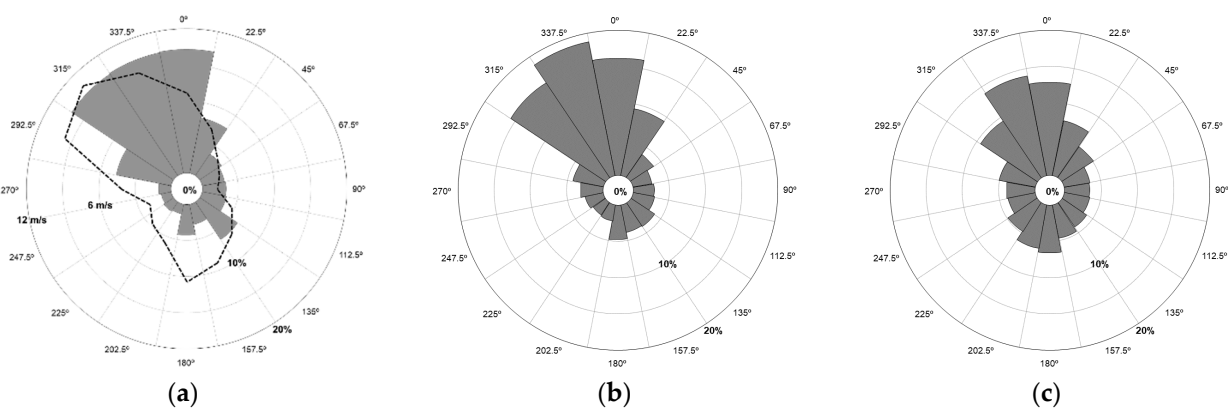 0º
337.5º
22.5º
315º
45º
292.5º
67.5º
270º
0%
90º
12 m/s
6 m/s
247.5º
10%
112.5º
225º
20%
135º
202.5º
157.5º
180º
(a)
0º
337.5º
22.5º
315º
45º
292.5º
67.5º
270º
0%
90º
247.5º
10%
112.5º
225º
20%
135º
202.5º
157.5º
180º
(b)
0º
337.5º
22.5º
315º
45º
292.5º
67.5º
270º
0%
90º
247.5º
10%
112.5º
225º
20%
135º
202.5º
157.5º
180º
(c)